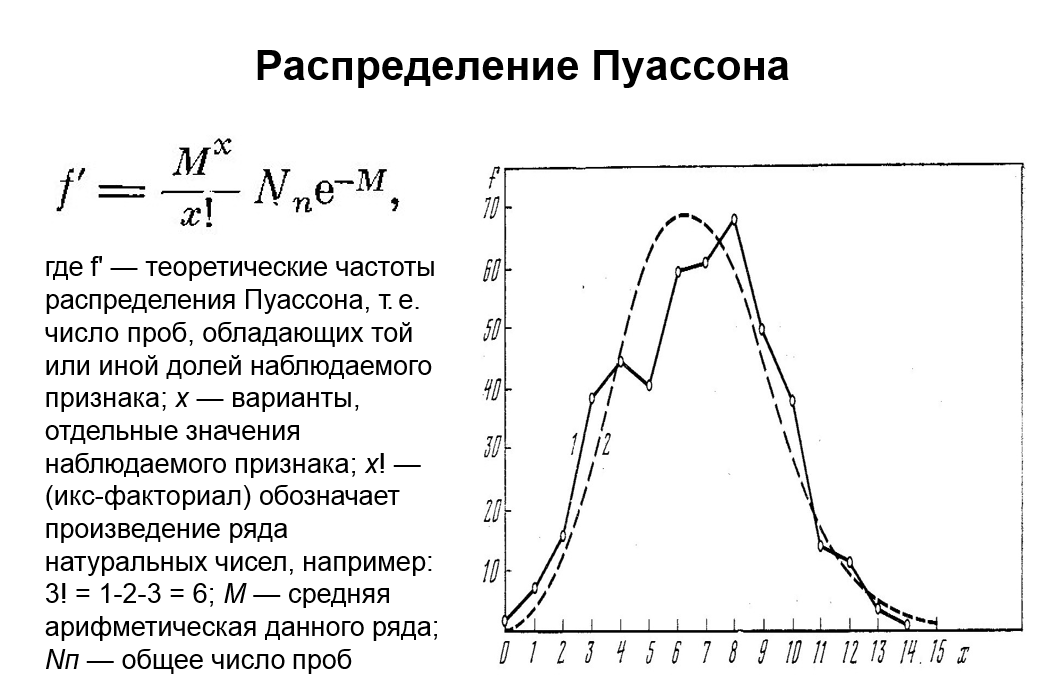 Распределение Пуассона
f' = M^x / x! N_n e^–M,
где f' — теоретические частоты
распределения Пуассона, т. е.
число проб, обладающих той
или иной долей наблюдаемого
признака; x — варианты,
отдельные значения
наблюдаемого признака; x! —
(икс-факториал) обозначает
произведение ряда
натуральных чисел, например:
3! = 1-2-3 = 6; M — средняя
арифметическая данного ряда;
Nп — общее число проб
f'
70
60
50
40
30
20
10
1 2
0 1 2 3 4 5 6 7 8 9 10 11 12 13 14 15 x